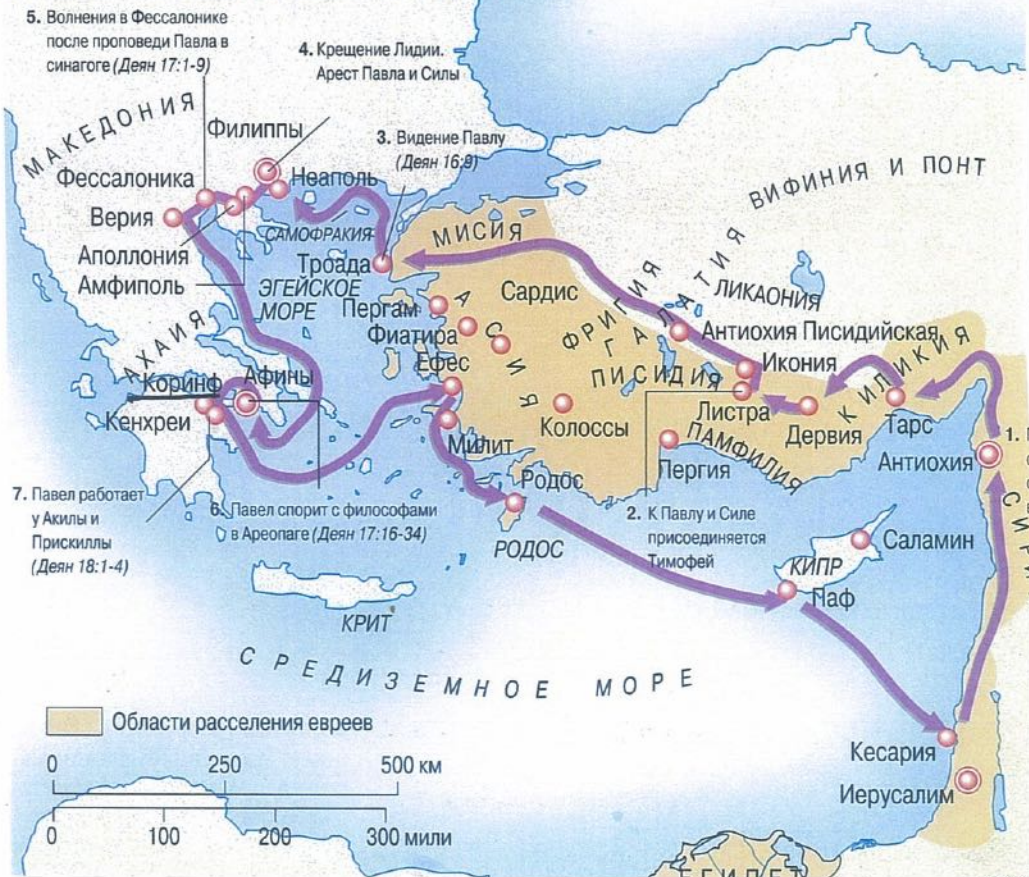 5. Волнения в Фессалонике
после проповеди Павла в
синагоге (Деян 17:1-9)
4. Крещение Лидии.
Арест Павла и Силы
3. Видение Павлу
(Деян 16:9)
МАКЕДОНИЯ
Филиппы
Фессалоника
Неаполь
Верия
Аполлония
Амфиполь
САМОФРАКИЯ
ВИФИНИЯ И ПОНТ
МИСИЯ
Троада
ЭГЕЙСКОЕ
МОРЕ
Пергам
Фиатира
Сардис
АСИЯ
ФРИГИЯ
ГАЛАТИЯ
ЛИКАОНИЯ
Антиохия Писидийская
Икония
ПИСИДИЯ
КИЛИКИЯ
АХАИЯ
Коринф
Афины
Ефес
Кенхреи
Милит
Колоссы
Листра
Дервия
Тарс
ПАМФИЛИЯ
Пергия
Антиохия
1.
СИРИЯ
7. Павел работает
у Акилы и
Прискиллы
(Деян 18:1-4)
6. Павел спорит с философами
в Ареопаге (Деян 17:16-34)
Родос
РОДОС
2. К Павлу и Силе
присоединяется
Тимофей
Саламин
КИПР
Паф
КРИТ
СРЕДИЗЕМНОЕ МОРЕ
Области расселения евреев
0 250 500 км
0 100 200 300 мили
Кесария
Иерусалим
ЕГИПЕТ